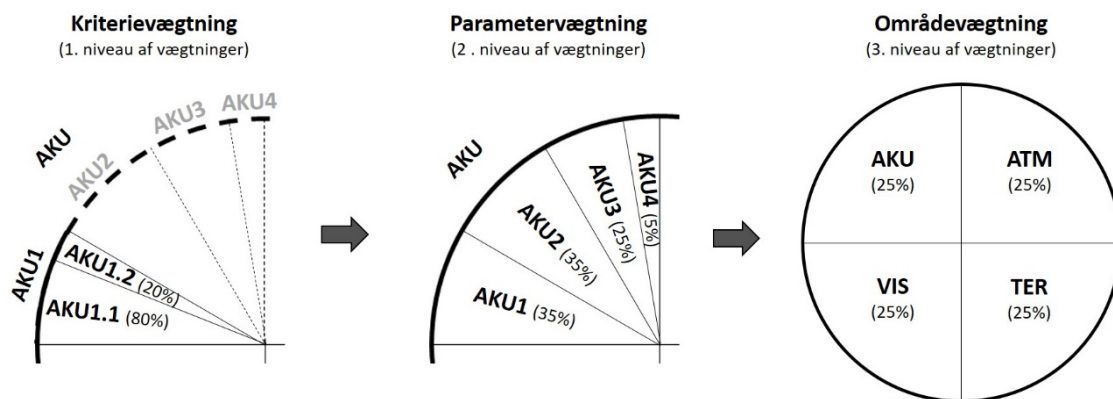 Kriterievægtning
(1. niveau af vægtninger)
AKU
AKU1
AKU2
AKU3
AKU4
AKU1.2 (20%)
AKU1.1 (80%)
Parametervægtning
(2 . niveau af vægtninger)
AKU
AKU1 (35%)
AKU2 (35%)
AKU3 (25%)
AKU4 (5%)
Områdevægtning
(3. niveau af vægtninger)
AKU
(25%)
ATM
(25%)
VIS
(25%)
TER
(25%)